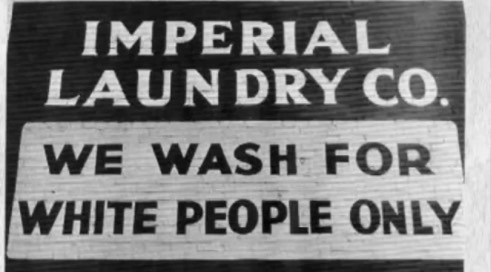 IMPERIAL
LAUNDRY CO.
WE WASH FOR
WHITE PEOPLE ONLY